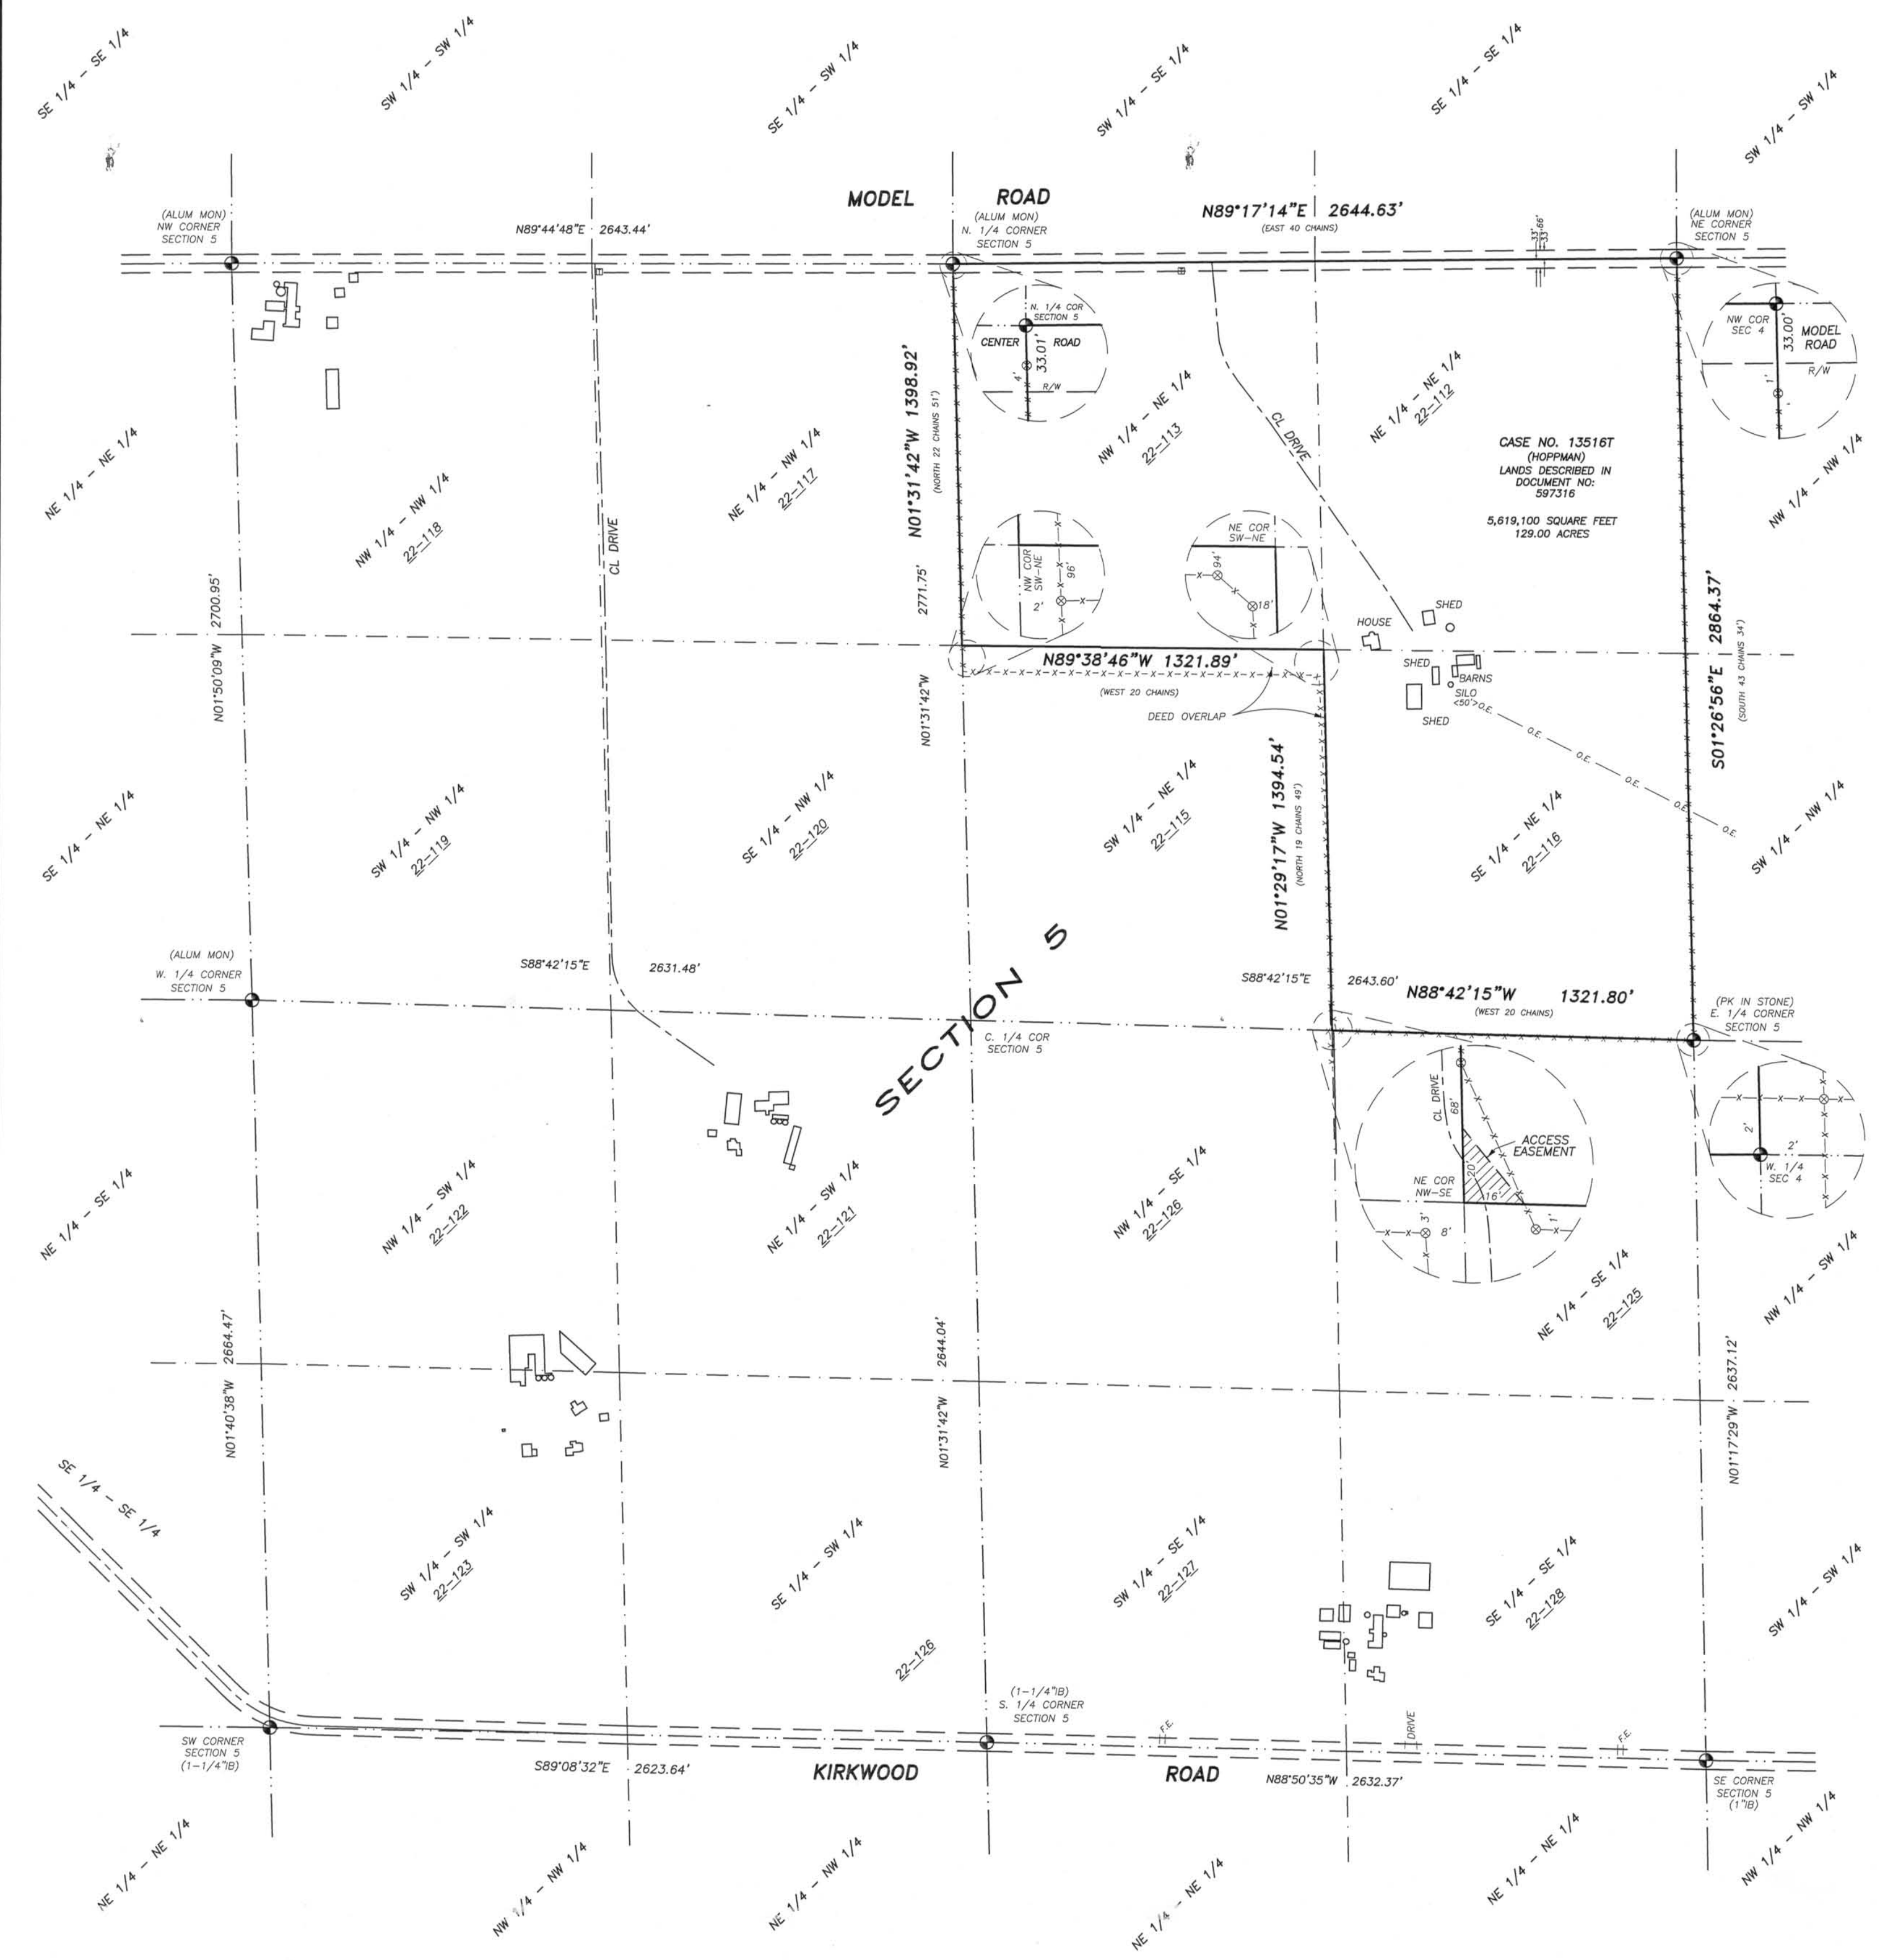 SE 1/4 - SE 1/4
SW 1/4 - SW 1/4
SE 1/4 - SW 1/4
SW 1/4 - SE 1/4
SE 1/4 - SE 1/4
SW 1/4 - SW 1/4
MODEL ROAD
(ALUM MON)
NW CORNER
SECTION 5
N89°44'48"E 2643.44'
(ALUM MON)
N. 1/4 CORNER
SECTION 5
N89°17'14"E 2644.63'
(EAST 40 CHAINS)
33'
33.66'
(ALUM MON)
NE CORNER
SECTION 5
N. 1/4 COR
SECTION 5
CENTER ROAD
33.01'
4'
R/W
NW COR
SEC 4
33.00'
MODEL
ROAD
R/W
1'
NE 1/4 - NE 1/4
NW 1/4 - NW 1/4
22-118
CL DRIVE
NE 1/4 - NW 1/4
22-117
N01°31'42"W 1398.92'
(NORTH 22 CHAINS 51')
NW 1/4 - NE 1/4
22-113
CL DRIVE
NE 1/4 - NE 1/4
22-112
CASE NO. 13516T
(HOPPMAN)
LANDS DESCRIBED IN
DOCUMENT NO:
597316
5,619,100 SQUARE FEET
129.00 ACRES
NW 1/4 - NW 1/4
NW COR
SW-NE
96'
2'
NE COR
SW-NE
94'
18'
N01°50'09"W 2700.95'
N01°31'42"W 2771.75'
N89°38'46"W 1321.89'
(WEST 20 CHAINS)
DEED OVERLAP
HOUSE
SHED
SHED
BARNS
SILO
<50'>
SHED
O.E.
O.E.
O.E.
O.E.
O.E.
O.E.
S01°26'56"E 2864.37'
(SOUTH 43 CHAINS 34')
SE 1/4 - NE 1/4
SW 1/4 - NW 1/4
22-119
SE 1/4 - NW 1/4
22-120
SW 1/4 - NE 1/4
22-115
N01°29'17"W 1394.54'
(NORTH 19 CHAINS 49')
SE 1/4 - NE 1/4
22-116
SW 1/4 - NW 1/4
(ALUM MON)
W. 1/4 CORNER
SECTION 5
S88°42'15"E 2631.48'
SECTION 5
C. 1/4 COR
SECTION 5
S88°42'15"E 2643.60'
N88°42'15"W 1321.80'
(WEST 20 CHAINS)
(PK IN STONE)
E. 1/4 CORNER
SECTION 5
CL DRIVE
68'
ACCESS
EASEMENT
20'
16'
NE COR
NW-SE
3'
8'
1'
2'
2'
W. 1/4
SEC 4
NE 1/4 - SE 1/4
NW 1/4 - SW 1/4
22-122
NE 1/4 - SW 1/4
22-121
NW 1/4 - SE 1/4
22-126
NE 1/4 - SE 1/4
22-125
NW 1/4 - SW 1/4
N01°40'38"W 2664.47'
N01°31'42"W 2644.04'
N01°17'29"W 2637.12'
SE 1/4 - SE 1/4
SW 1/4 - SW 1/4
22-123
SE 1/4 - SW 1/4
22-126
SW 1/4 - SE 1/4
22-127
SE 1/4 - SE 1/4
22-128
SW 1/4 - SW 1/4
(1-1/4"IB)
S. 1/4 CORNER
SECTION 5
F.E.
DRIVE
F.E.
SW CORNER
SECTION 5
(1-1/4"IB)
S89°08'32"E 2623.64'
KIRKWOOD ROAD
N88°50'35"W 2632.37'
SE CORNER
SECTION 5
(1"IB)
NE 1/4 - NE 1/4
NW 1/4 - NW 1/4
NE 1/4 - NW 1/4
NE 1/4 - NE 1/4
NE 1/4 - NE 1/4
NW 1/4 - NW 1/4